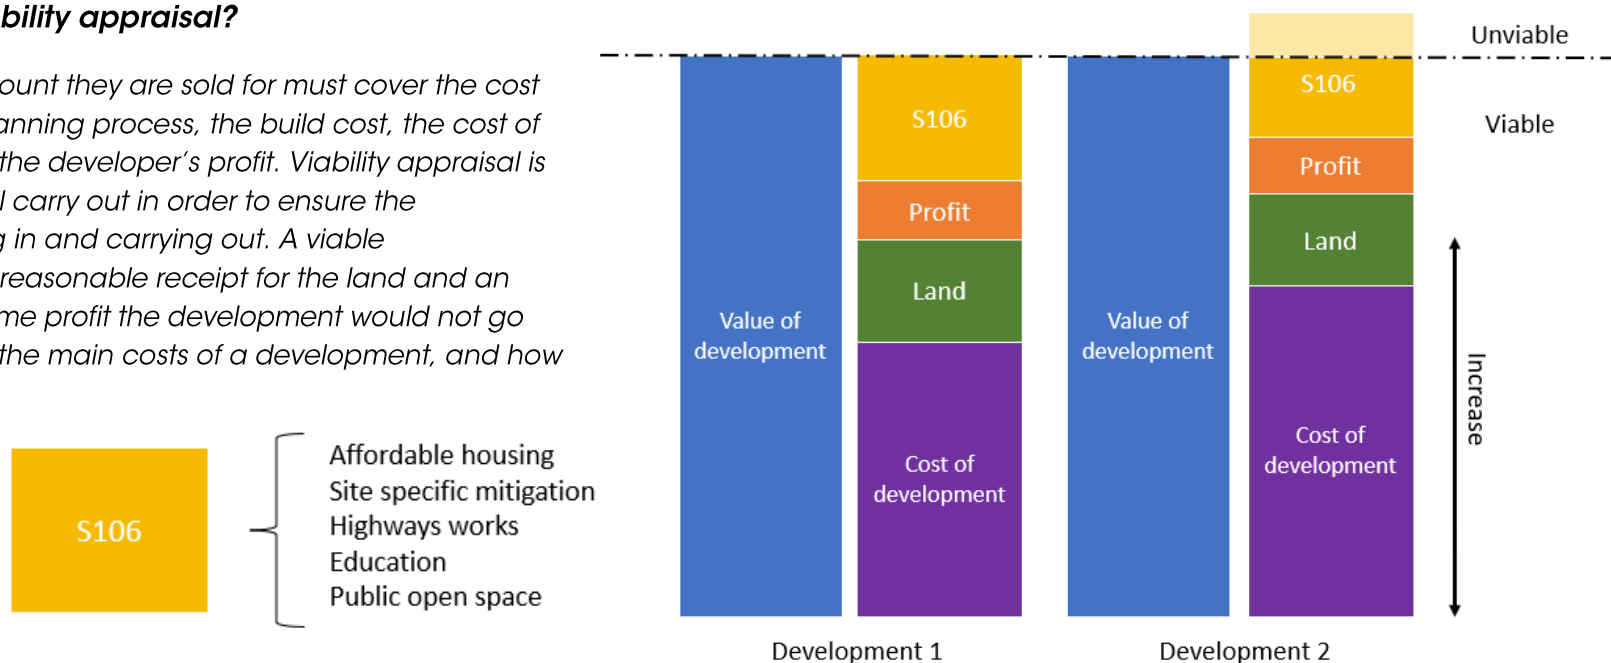 bility appraisal?
ount they are sold for must cover the cost
anning process, the build cost, the cost of
the developer's profit. Viability appraisal is
l carry out in order to ensure the
g in and carrying out. A viable
reasonable receipt for the land and an
me profit the development would not go
the main costs of a development, and how
S106
Affordable housing
Site specific mitigation
Highways works
Education
Public open space
Value of
development
S106
Profit
Land
Cost of
development
Development 1
Value of
development
S106
Profit
Land
Cost of
development
Development 2
Unviable
Viable
Increase